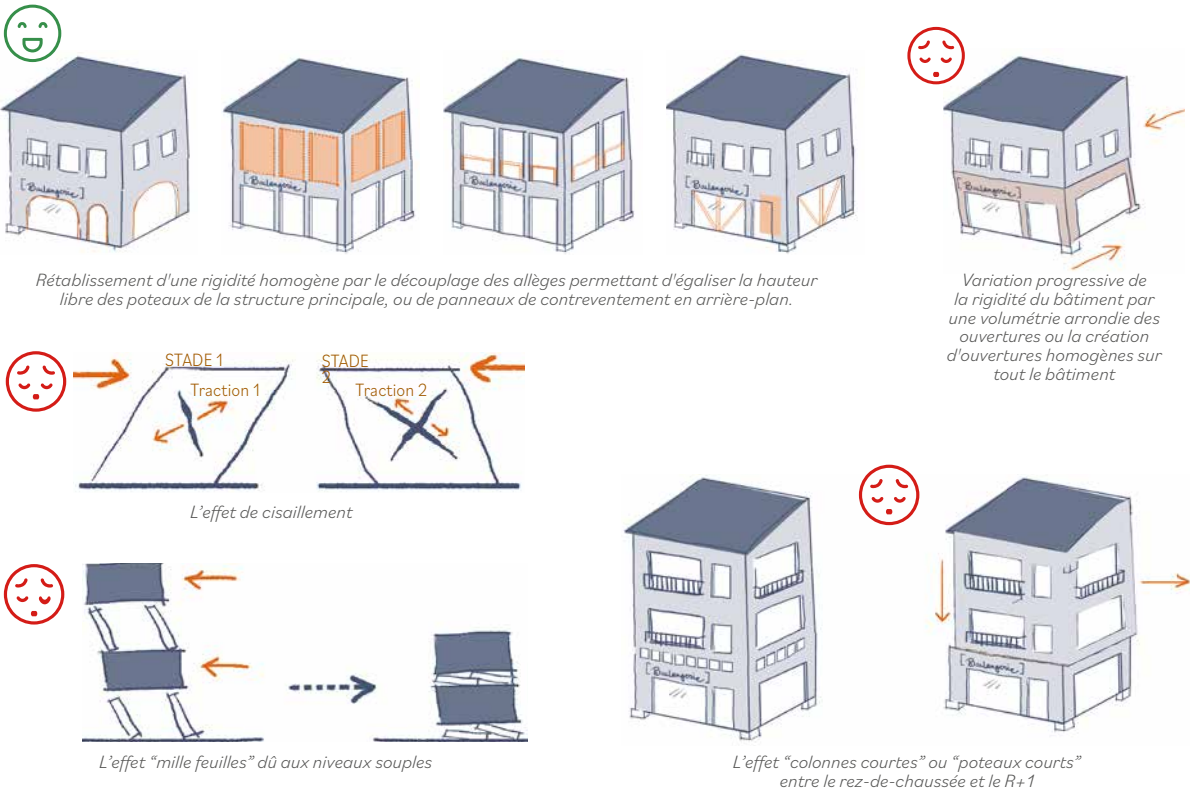 [Boulangerie]
[Boulangerie]
[Boulangerie]
[Boulangerie]
[Boulangerie]
Rétablissement d'une rigidité homogène par le découplage des allèges permettant d'égaliser la hauteur
libre des poteaux de la structure principale, ou de panneaux de contreventement en arrière-plan.
Variation progressive de
la rigidité du bâtiment par
une volumétrie arrondie des
ouvertures ou la création
d'ouvertures homogènes sur
tout le bâtiment
STADE 1
Traction 1
STADE
2
Traction 2
L'effet de cisaillement
L'effet “mille feuilles” dû aux niveaux souples
[Boulangerie]
[Boulangerie]
L'effet “colonnes courtes” ou “poteaux courts”
entre le rez-de-chaussée et le R+1